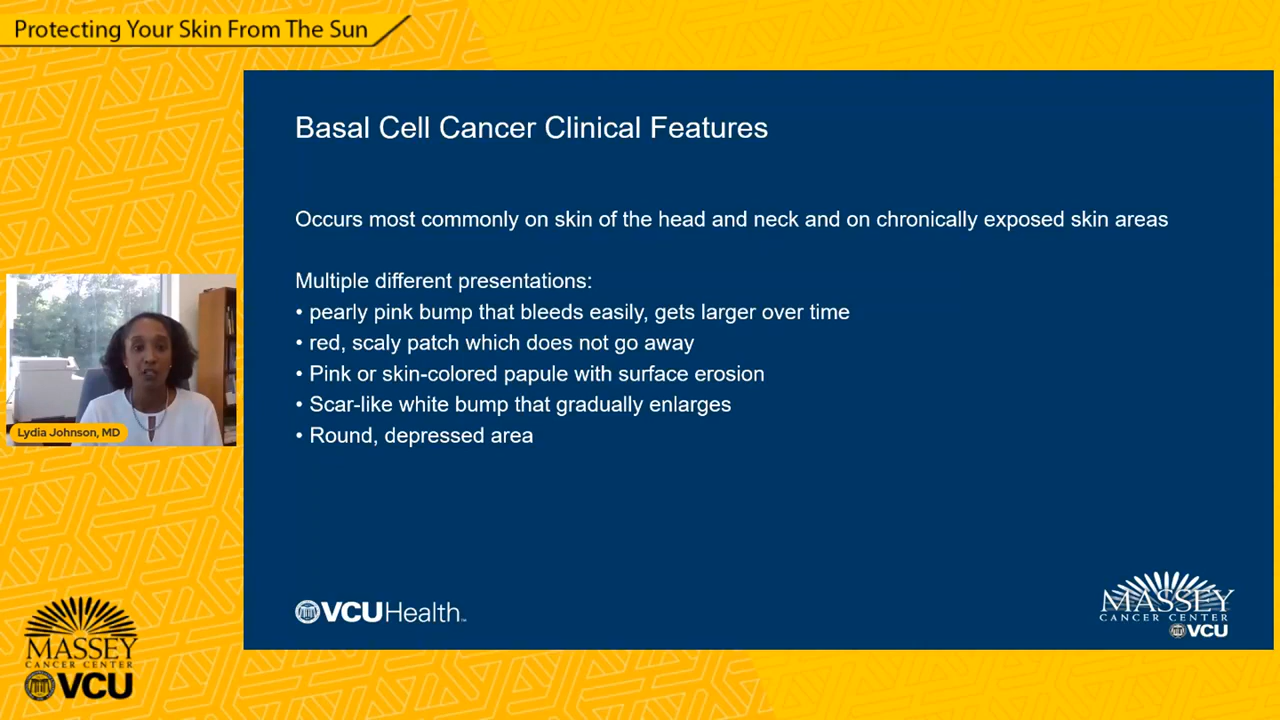 Protecting Your Skin From The Sun
Basal Cell Cancer Clinical Features
Occurs most commonly on skin of the head and neck and on chronically exposed skin areas
Multiple different presentations:
• pearly pink bump that bleeds easily, gets larger over time
• red, scaly patch which does not go away
• Pink or skin-colored papule with surface erosion
• Scar-like white bump that gradually enlarges
• Round, depressed area
Lydia Johnson, MD
VCUHealth™
MASSEY
CANCER CENTER
VCU
MASSEY
CANCER CENTER
VCU